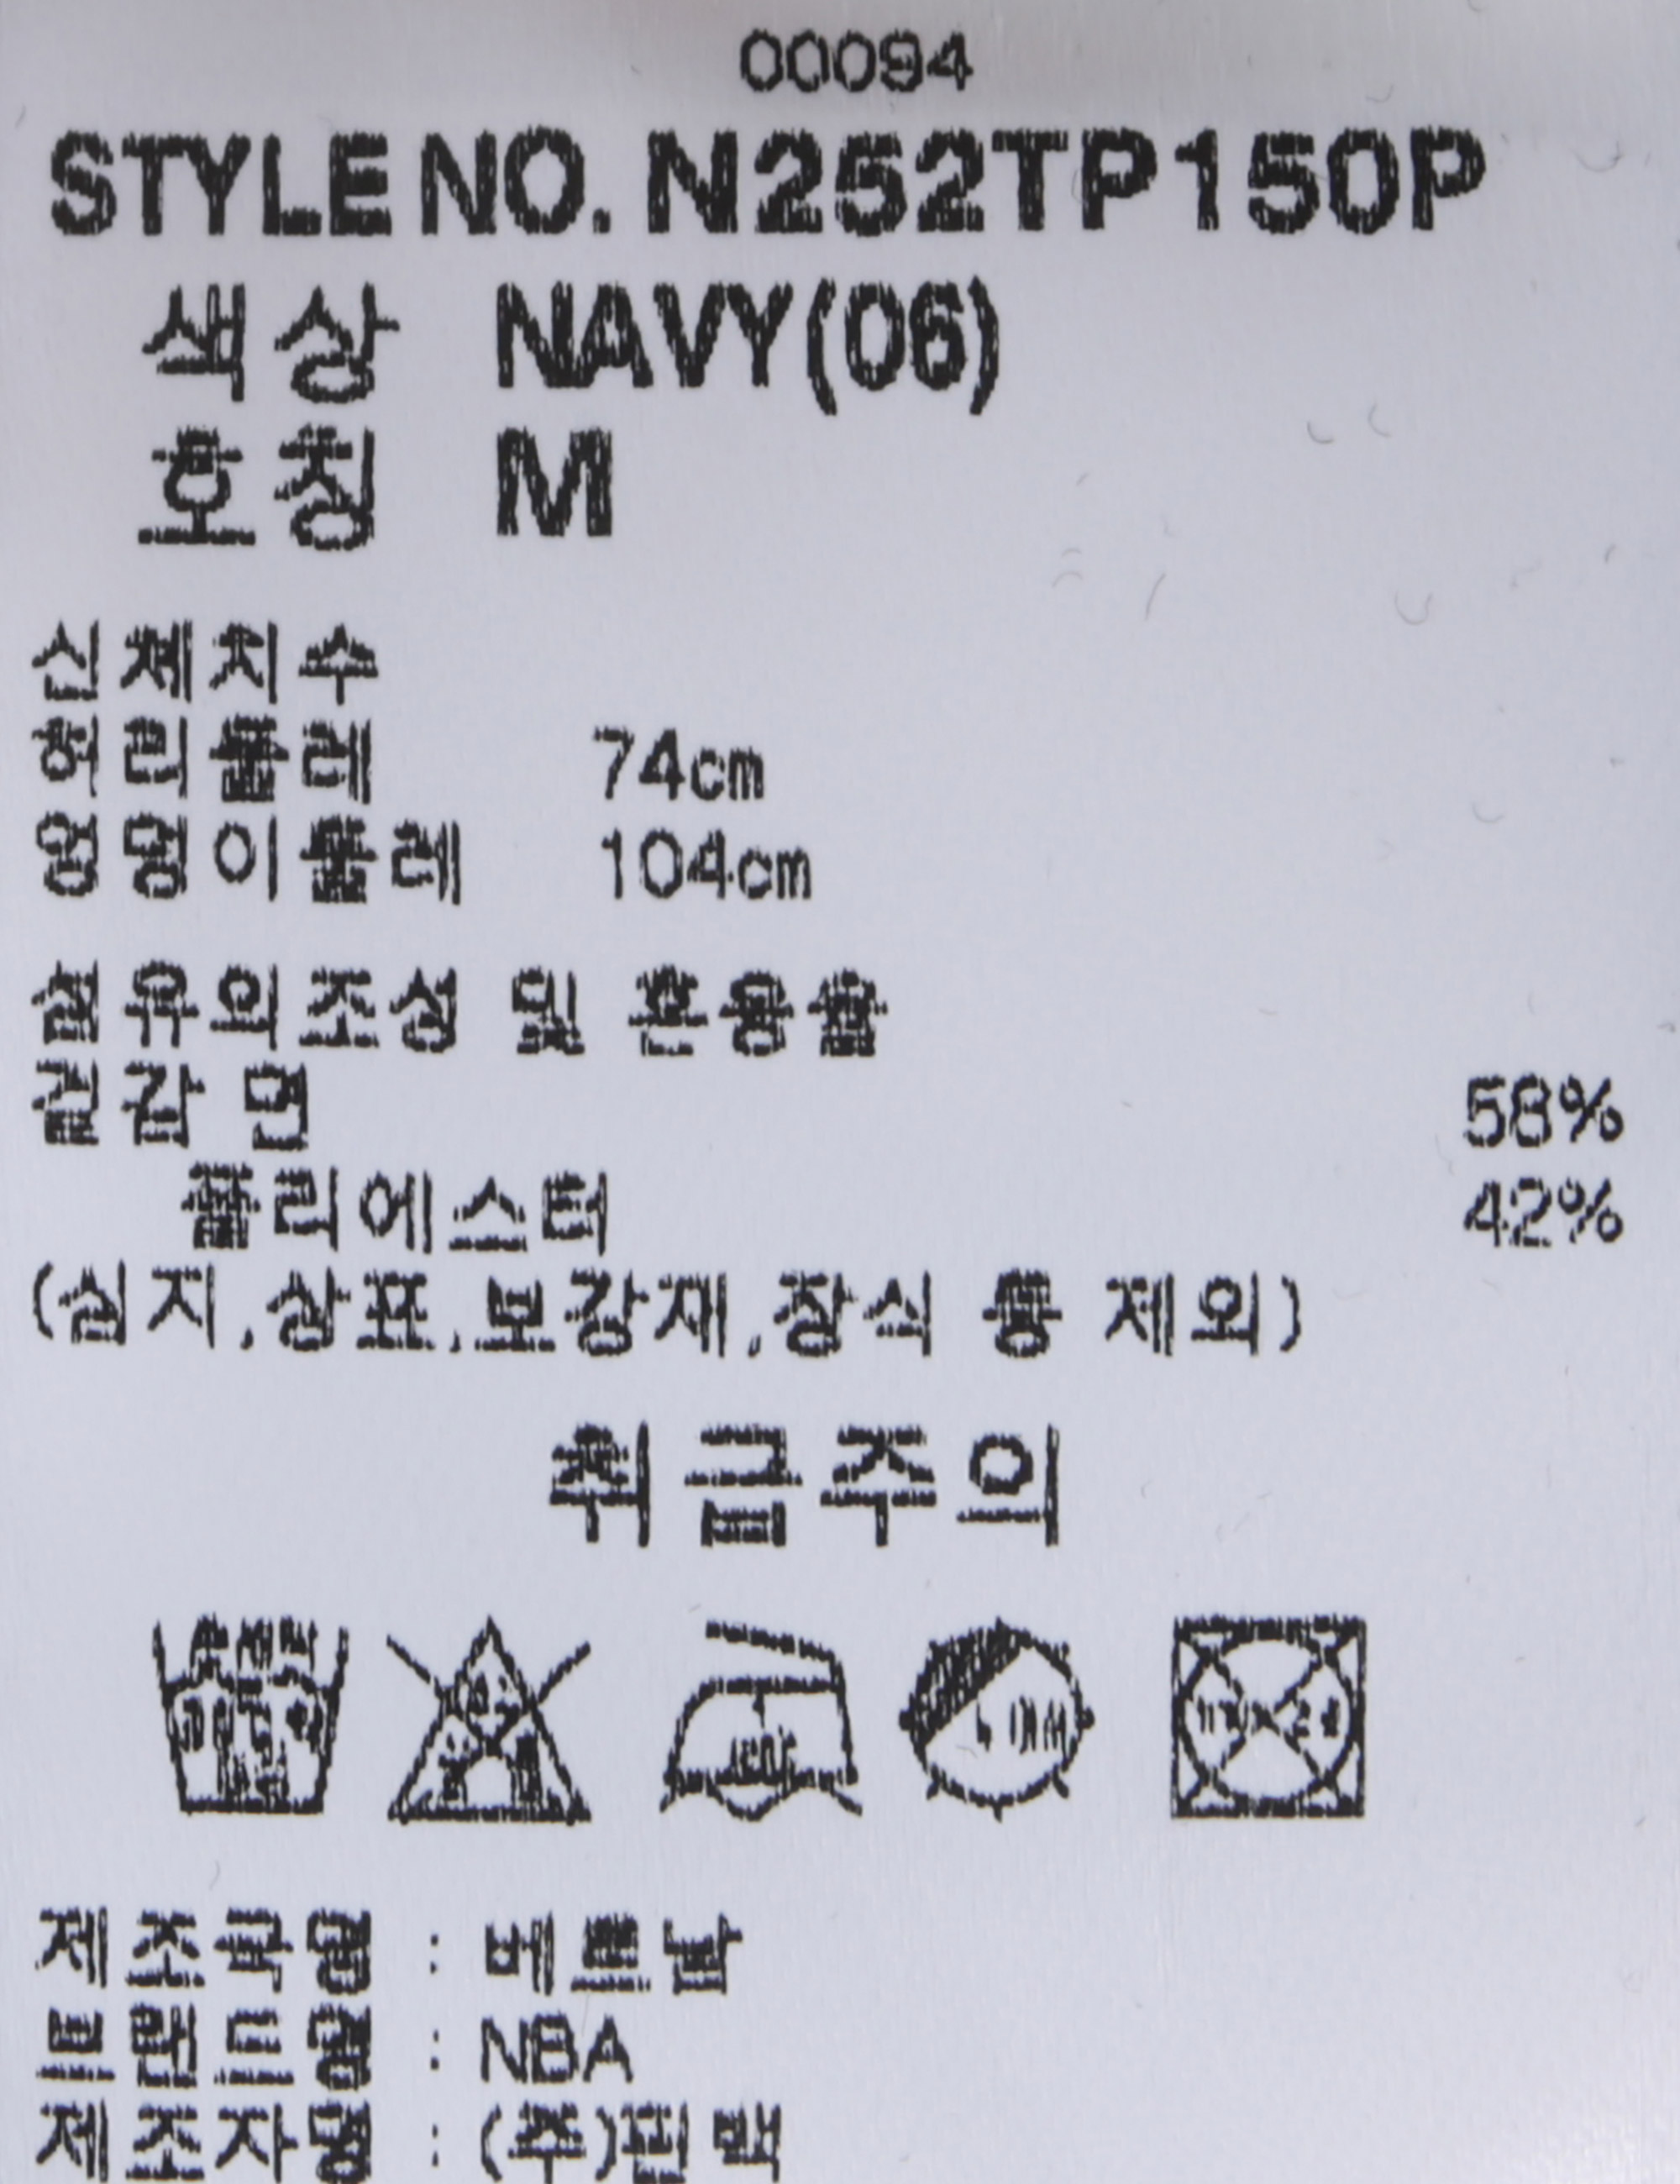 00094
STYLE NO. N252TP150P
색상 NAVY(06)
호칭 M
신체치수
허리둘레 74cm
엉덩이둘레 104cm
섬유의조성 및 혼용율
겉감 면 58%
폴리에스터 42%
(심지,상표,보강재,장식 등 제외)
취급주의
제조국명 : 베트남
브랜드명 : NBA
제조자명 : (주)핀백